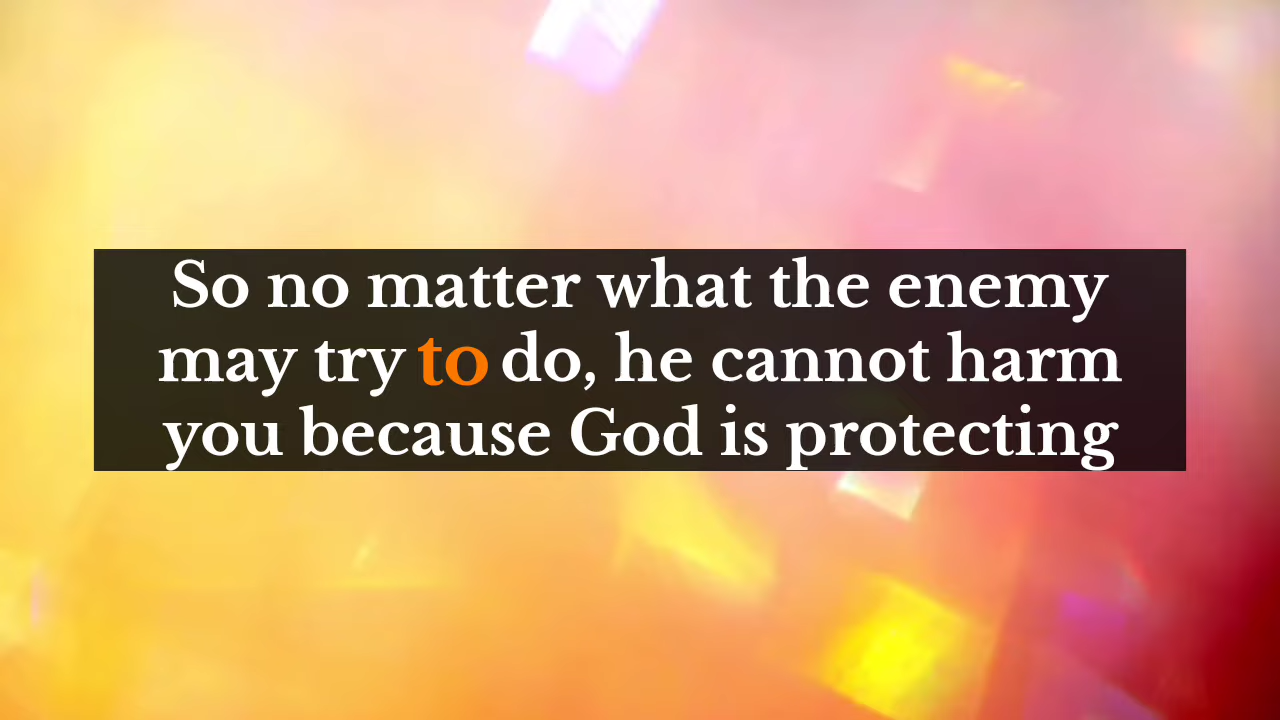 So no matter what the enemy
may try to do, he cannot harm
you because God is protecting